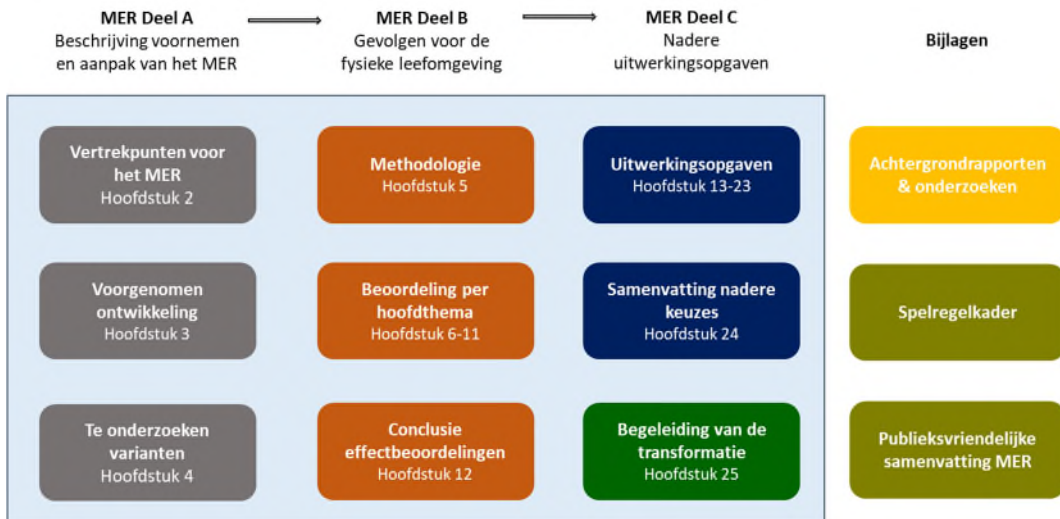 MER Deel A
Beschrijving voornemen
en aanpak van het MER
MER Deel B
Gevolgen voor de
fysieke leefomgeving
MER Deel C
Nadere
uitwerkingsopgaven
Bijlagen
Vertrekpunten voor
het MER
Hoofdstuk 2
Methodologie
Hoofdstuk 5
Uitwerkingsopgaven
Hoofdstuk 13-23
Achtergrondrapporten
& onderzoeken
Voorgenomen
ontwikkeling
Hoofdstuk 3
Beoordeling per
hoofdthema
Hoofdstuk 6-11
Samenvatting nadere
keuzes
Hoofdstuk 24
Spelregelkader
Te onderzoeken
varianten
Hoofdstuk 4
Conclusie
effectbeoordelingen
Hoofdstuk 12
Begeleiding van de
transformatie
Hoofdstuk 25
Publieksvriendelijke
samenvatting MER